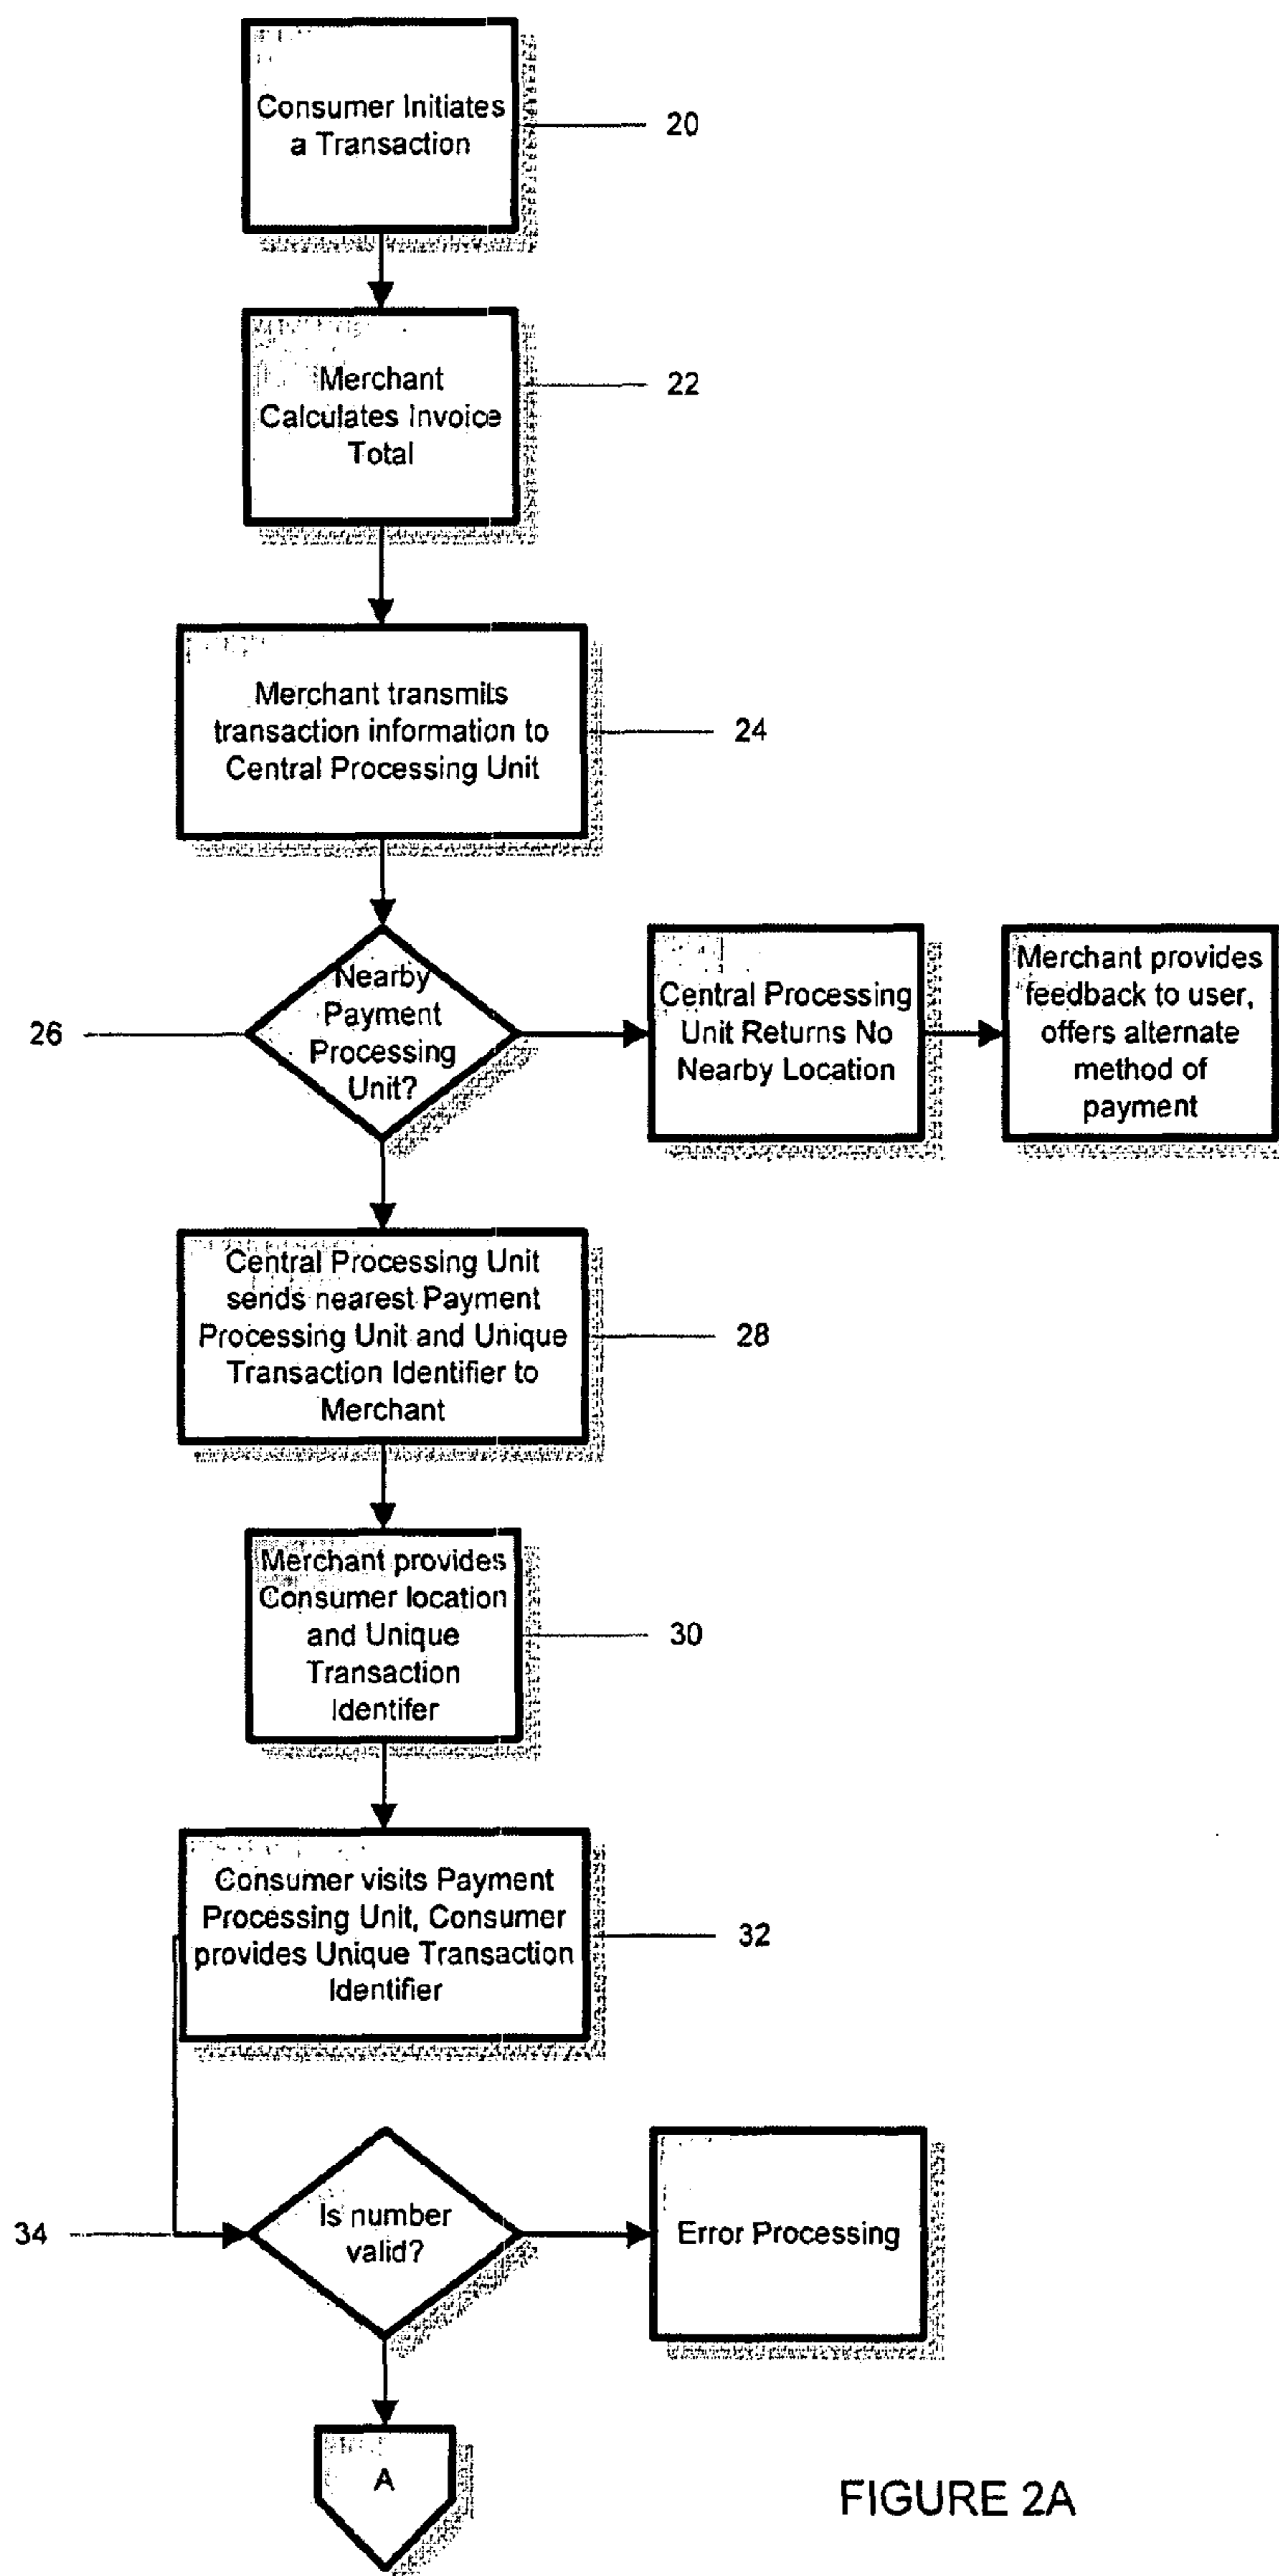 Consumer Initiates
a Transaction
20
Merchant
Calculates Invoice
Total
22
Merchant transmits
transaction information to
Central Processing Unit
24
Nearby
Payment
Processing
Unit?
26
Central Processing
Unit Returns No
Nearby Location
Merchant provides
feedback to user,
offers alternate
method of
payment
Central Processing Unit
sends nearest Payment
Processing Unit and Unique
Transaction Identifier to
Merchant
28
Merchant provides
Consumer location
and Unique
Transaction
Identifer
30
Consumer visits Payment
Processing Unit, Consumer
provides Unique Transaction
Identifier
32
34
Is number
valid?
Error Processing
A
FIGURE 2A